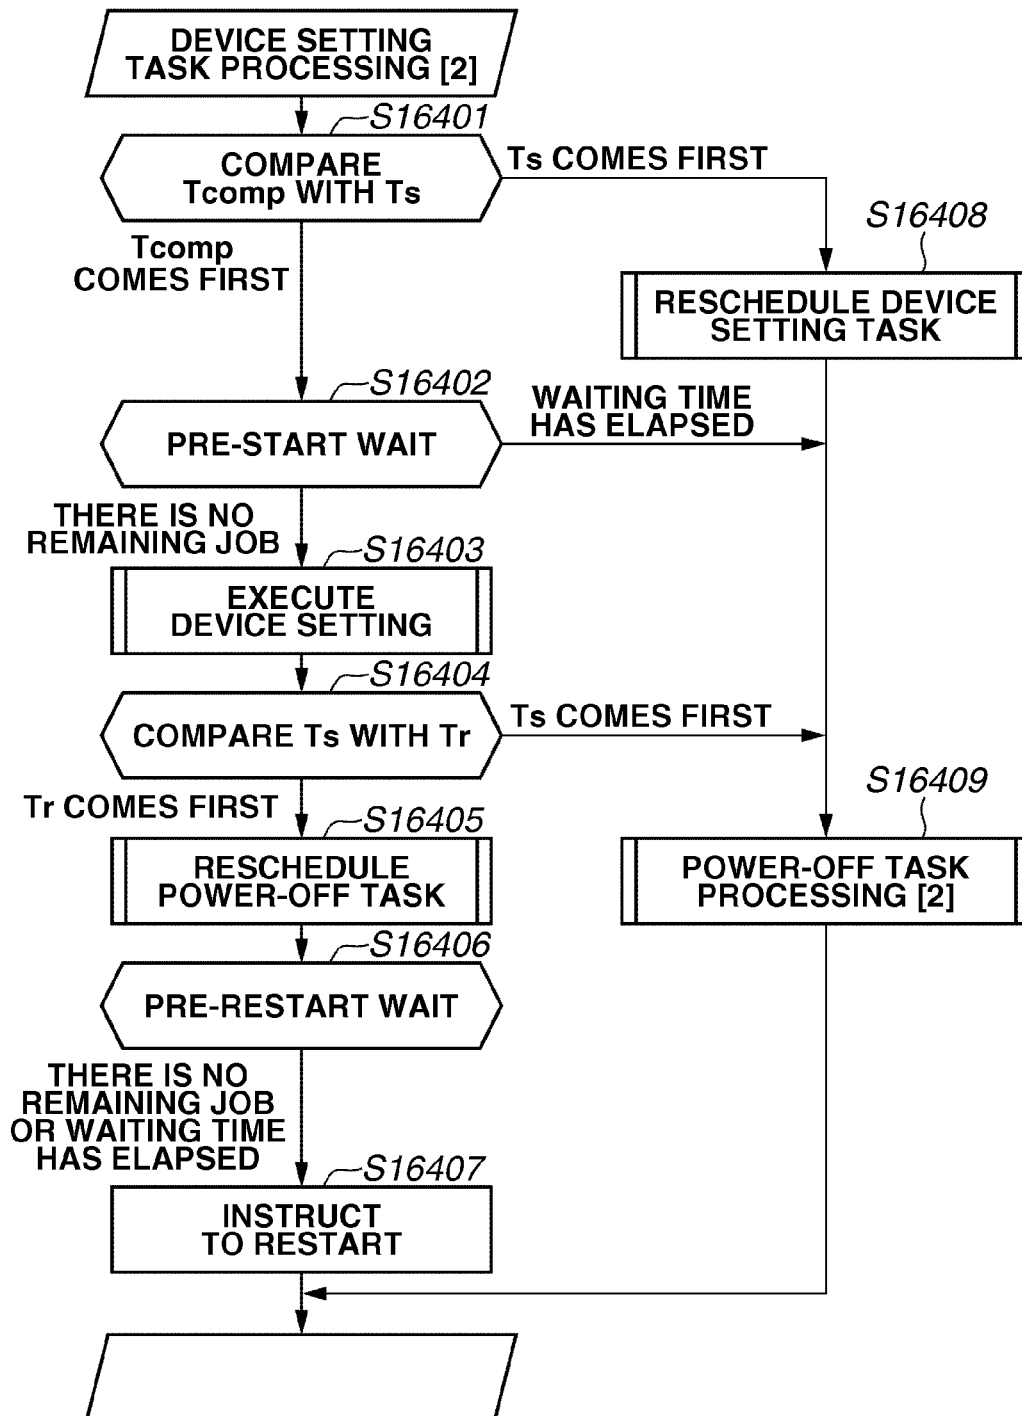 DEVICE SETTING
TASK PROCESSING [2]
S16401
COMPARE
Tcomp WITH Ts
Ts COMES FIRST
Tcomp
COMES FIRST
S16408
RESCHEDULE DEVICE
SETTING TASK
S16402
PRE-START WAIT
WAITING TIME
HAS ELAPSED
THERE IS NO
REMAINING JOB
S16403
EXECUTE
DEVICE SETTING
S16404
COMPARE Ts WITH Tr
Ts COMES FIRST
Tr COMES FIRST
S16405
RESCHEDULE
POWER-OFF TASK
S16409
POWER-OFF TASK
PROCESSING [2]
S16406
PRE-RESTART WAIT
THERE IS NO
REMAINING JOB
OR WAITING TIME
HAS ELAPSED
S16407
INSTRUCT
TO RESTART